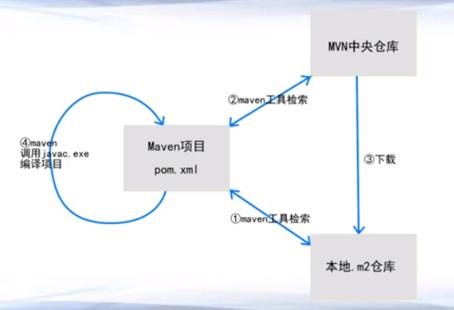 MVN中央仓库
②maven工具检索
④maven
调用javac.exe
编译项目
Maven项目
pom.xml
③下载
①maven工具检索
本地.m2仓库